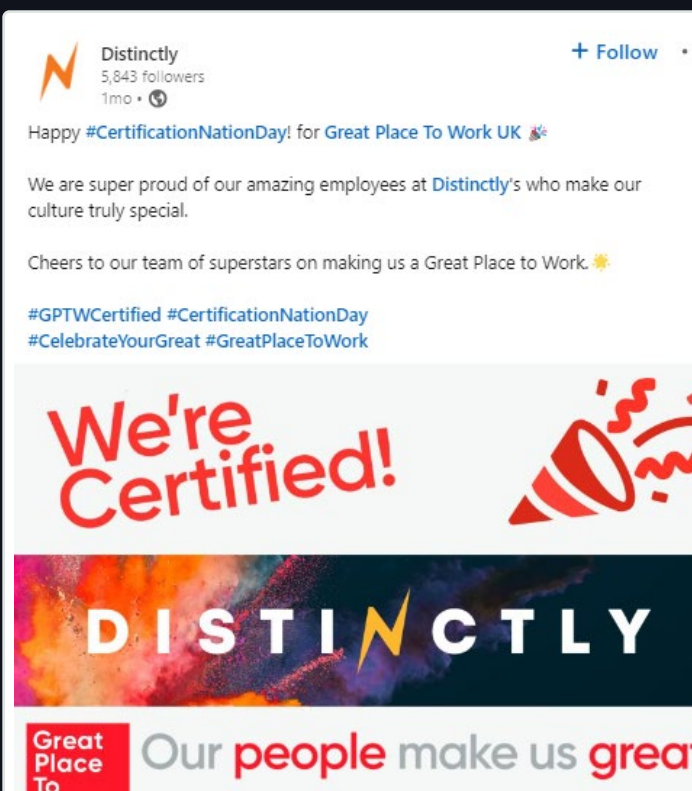 Distinctly
+ Follow
5,843 followers
1mo •
Happy #CertificationNationDay! for Great Place To Work UK 🎉
We are super proud of our amazing employees at Distinctly's who make our
culture truly special.
Cheers to our team of superstars on making us a Great Place to Work. 🌟
#GPTWCertified #CertificationNationDay
#CelebrateYourGreat #GreatPlaceToWork
We're
Certified!
DISTINCTLY
Great
Place
To
Our people make us great